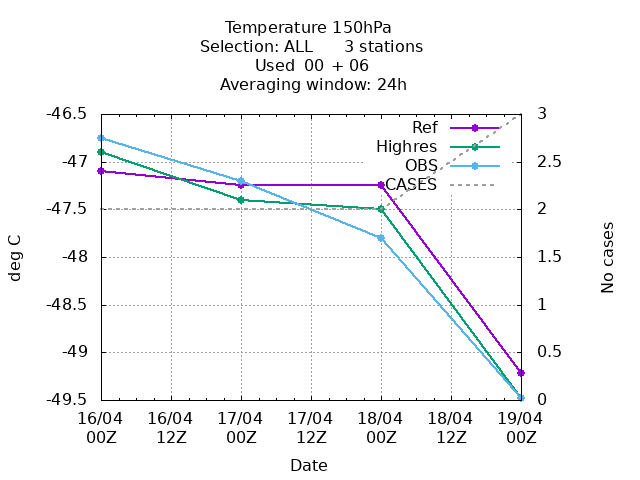 Temperature 150hPa
Selection: ALL      3 stations
Used  00 + 06
Averaging window: 24h
-46.5
-47
-47.5
-48
-48.5
-49
-49.5
deg C
Ref
Highres
OBS
CASES
3
2.5
2
1.5
1
0.5
0
No cases
16/04 16/04 17/04 17/04 18/04 18/04 19/04
00Z 12Z 00Z 12Z 00Z 12Z 00Z
Date